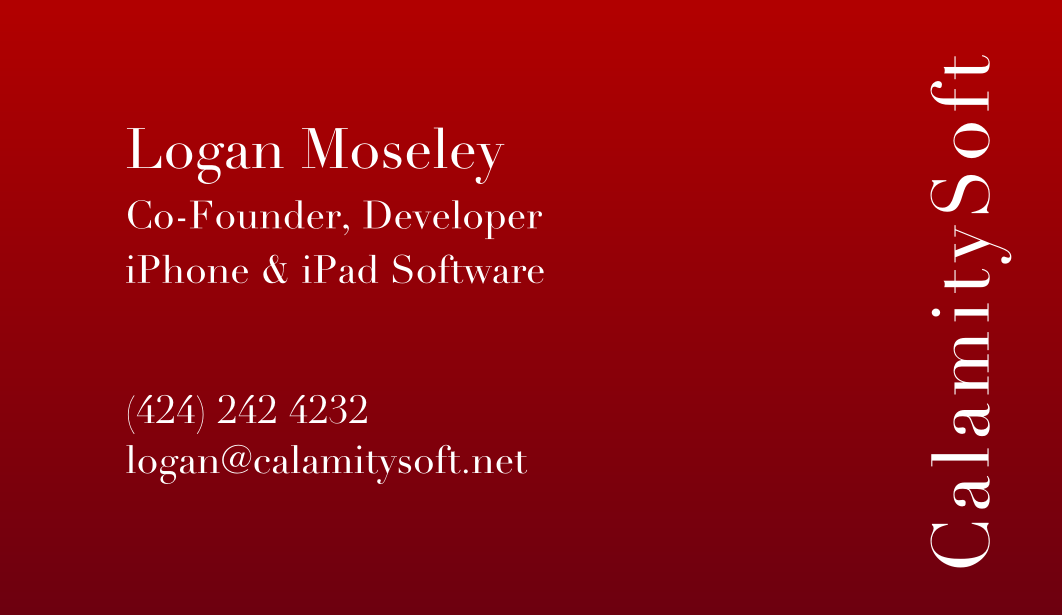 Logan Moseley
Co-Founder, Developer
iPhone & iPad Software
(424) 242 4232
logan@calamitysoft.net
CalamitySoft